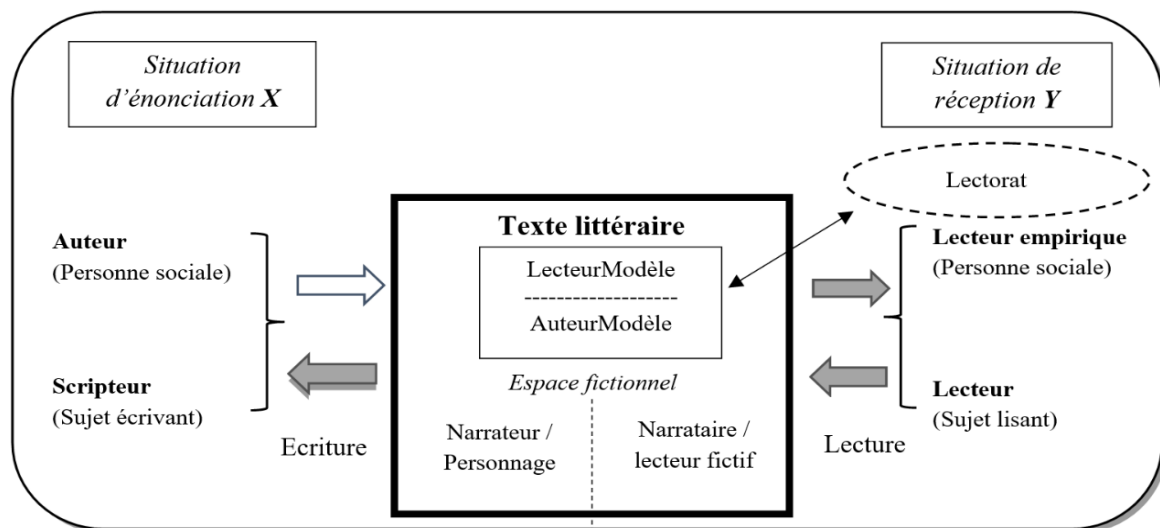 Situation
d’énonciation X
Situation de
réception Y
Lectorat
Texte littéraire
Auteur
(Personne sociale)
LecteurModèle
AuteurModèle
Lecteur empirique
(Personne sociale)
Scripteur
(Sujet écrivant)
Espace fictionnel
Lecteur
(Sujet lisant)
Ecriture
Narrateur /
Personnage
Narrataire /
lecteur fictif
Lecture